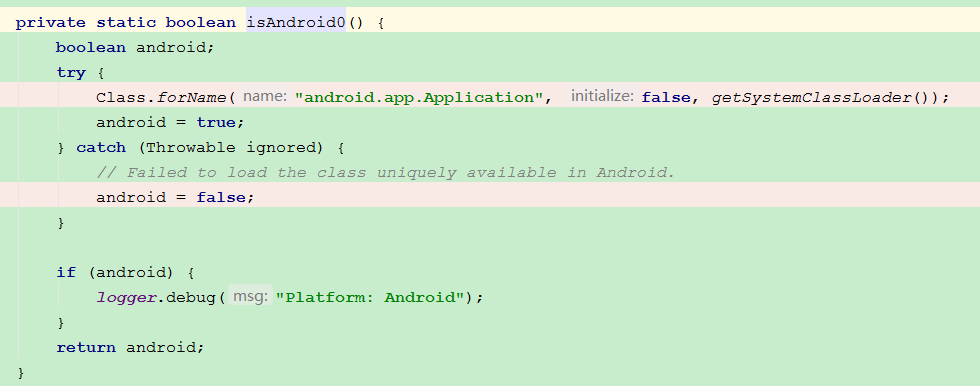 private static boolean isAndroid0() {
    boolean android;
    try {
        Class.forName( name: "android.app.Application",  initialize: false, getSystemClassLoader());
        android = true;
    } catch (Throwable ignored) {
        // Failed to load the class uniquely available in Android.
        android = false;
    }

    if (android) {
        logger.debug( msg: "Platform: Android");
    }
    return android;
}